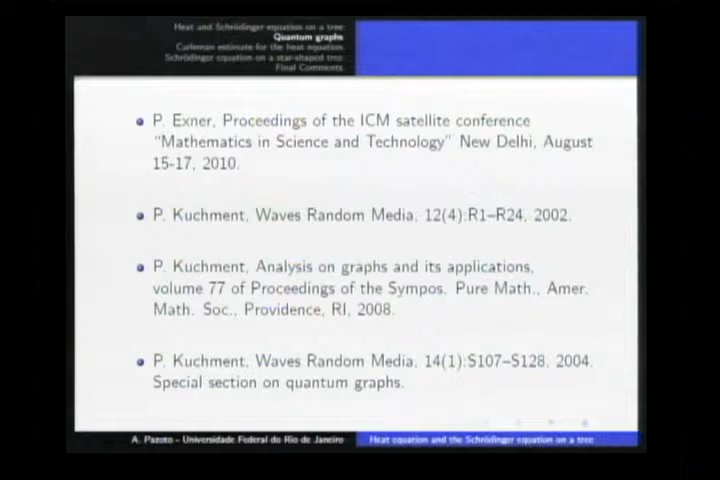 Heat and Schrödinger equation on a tree
Quantum graphs
Carleman estimate for the heat equation
Schrödinger equation on a star-shaped tree
Final Comments
P. Exner, Proceedings of the ICM satellite conference
"Mathematics in Science and Technology" New Delhi, August
15-17, 2010.
P. Kuchment, Waves Random Media, 12(4):R1–R24, 2002.
P. Kuchment, Analysis on graphs and its applications,
volume 77 of Proceedings of the Sympos. Pure Math., Amer.
Math. Soc., Providence, RI, 2008.
P. Kuchment, Waves Random Media, 14(1):S107–S128, 2004.
Special section on quantum graphs.
A. Pazoto - Universidade Federal do Rio de Janeiro
Heat equation and the Schrödinger equation on a tree